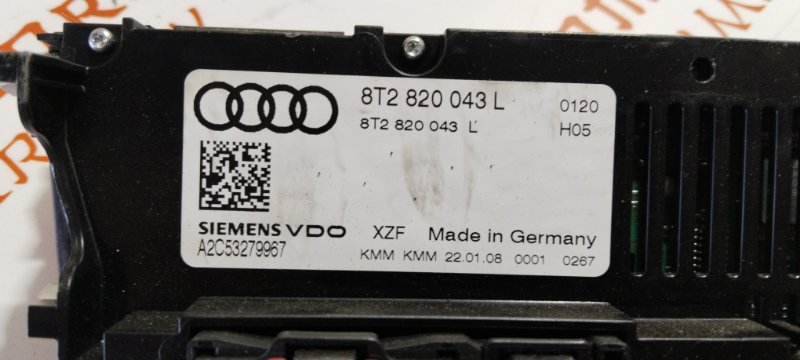 8T2 820 043 L 0120
8T2 820 043 L H05
SIEMENS VDO XZF Made in Germany
A2C53279967
KMM KMM 22.01.08 0001 0267